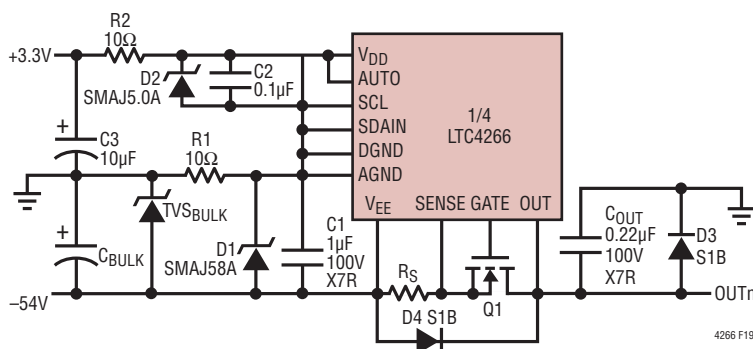 R2
10Ω
+3.3V
D2
SMAJ5.0A
C2
0.1µF
VDD
AUTO
SCL
SDAIN
DGND
AGND
1/4
LTC4266
+
C3
10µF
R1
10Ω
VEE
SENSE
GATE
OUT
TVSBULK
+
CBULK
D1
SMAJ58A
C1
1µF
100V
X7R
COUT
0.22µF
100V
X7R
D3
S1B
RS
Q1
–54V
OUTn
D4 S1B
4266 F19